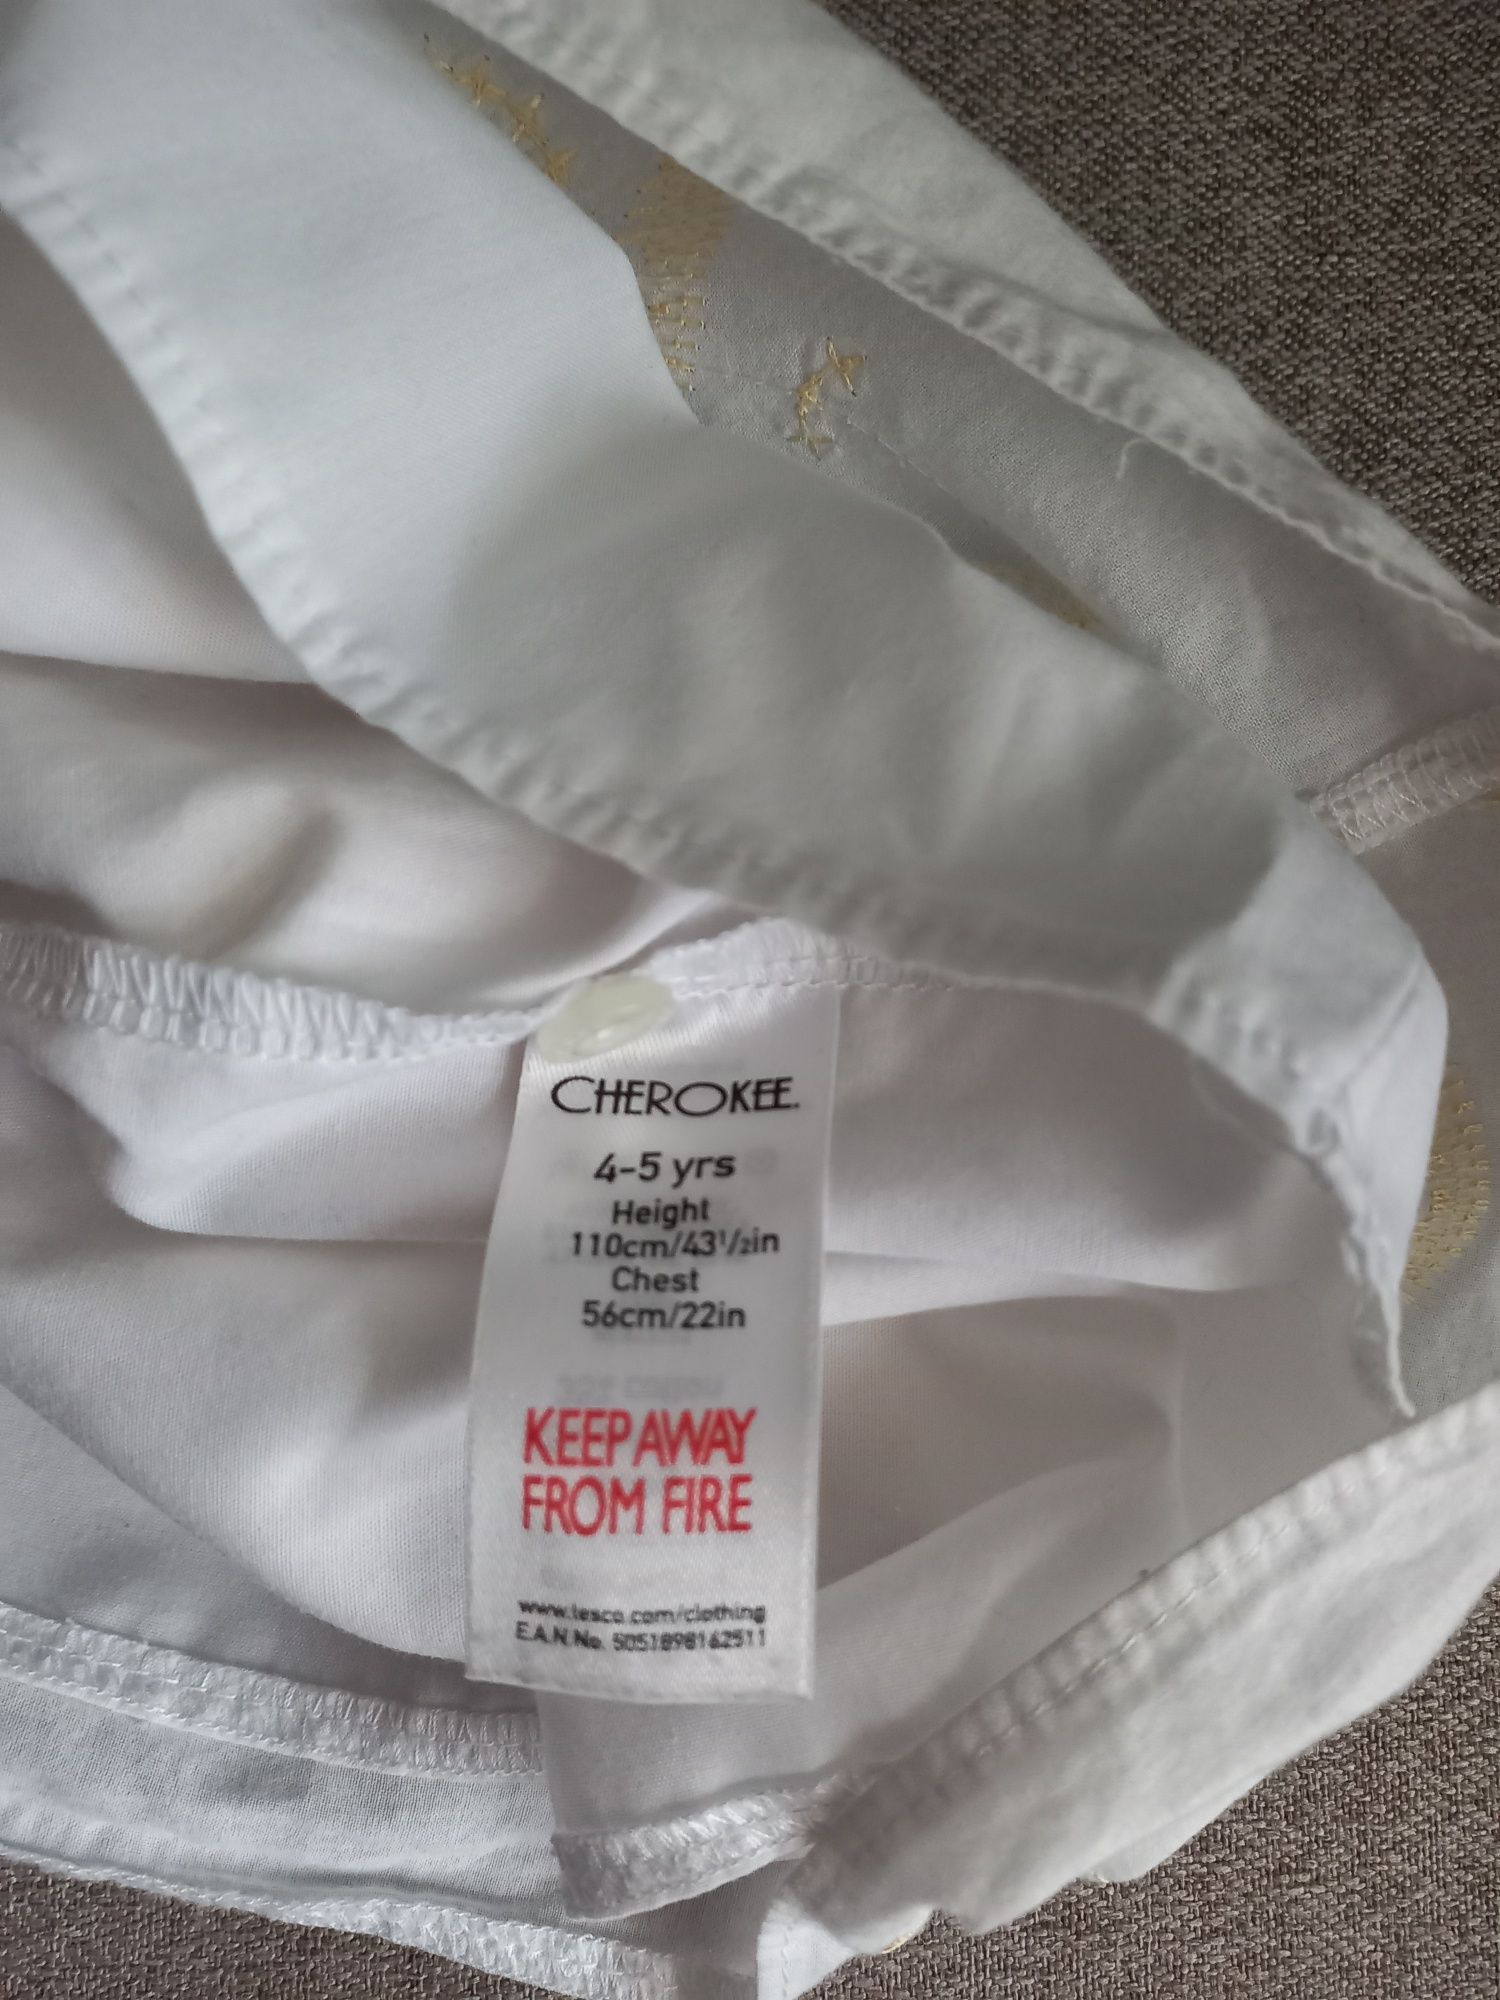 CHEROKEE.
4-5 yrs
Height
110cm/43½in
Chest
56cm/22in
KEEP AWAY
FROM FIRE
www.tesco.com/clothing
E.A.N.No. 5051898162511